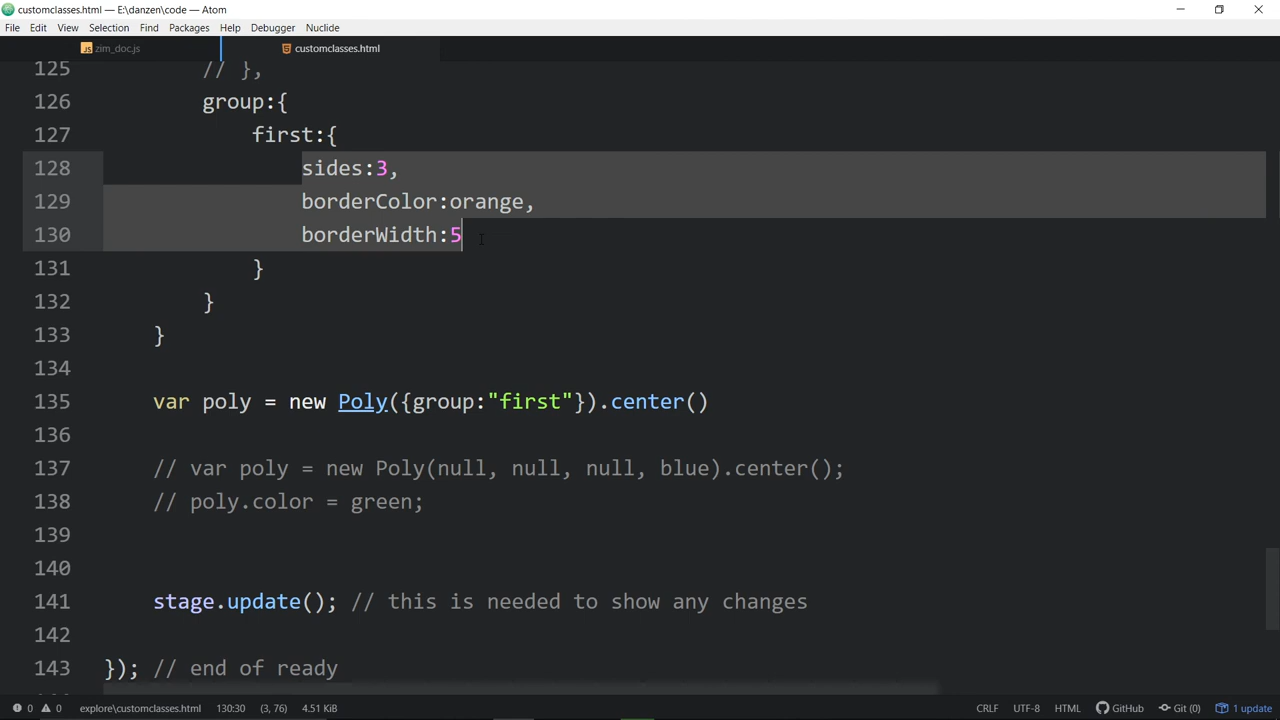 customclasses.html — E:\danzen\code — Atom
File Edit View Selection Find Packages Help Debugger Nuclide
JS zim_doc.js customclasses.html
125 // },
126 group:{
127 first:{
128 sides:3,
129 borderColor:orange,
130 borderWidth:5
131 }
132 }
133 }
134
135 var poly = new Poly({group:"first"}).center()
136
137 // var poly = new Poly(null, null, null, blue).center();
138 // poly.color = green;
139
140
141 stage.update(); // this is needed to show any changes
142
143 }); // end of ready
0 0 explore\customclasses.html 130:30 (3, 76) 4.51 KiB CRLF UTF-8 HTML GitHub Git (0) 1 update